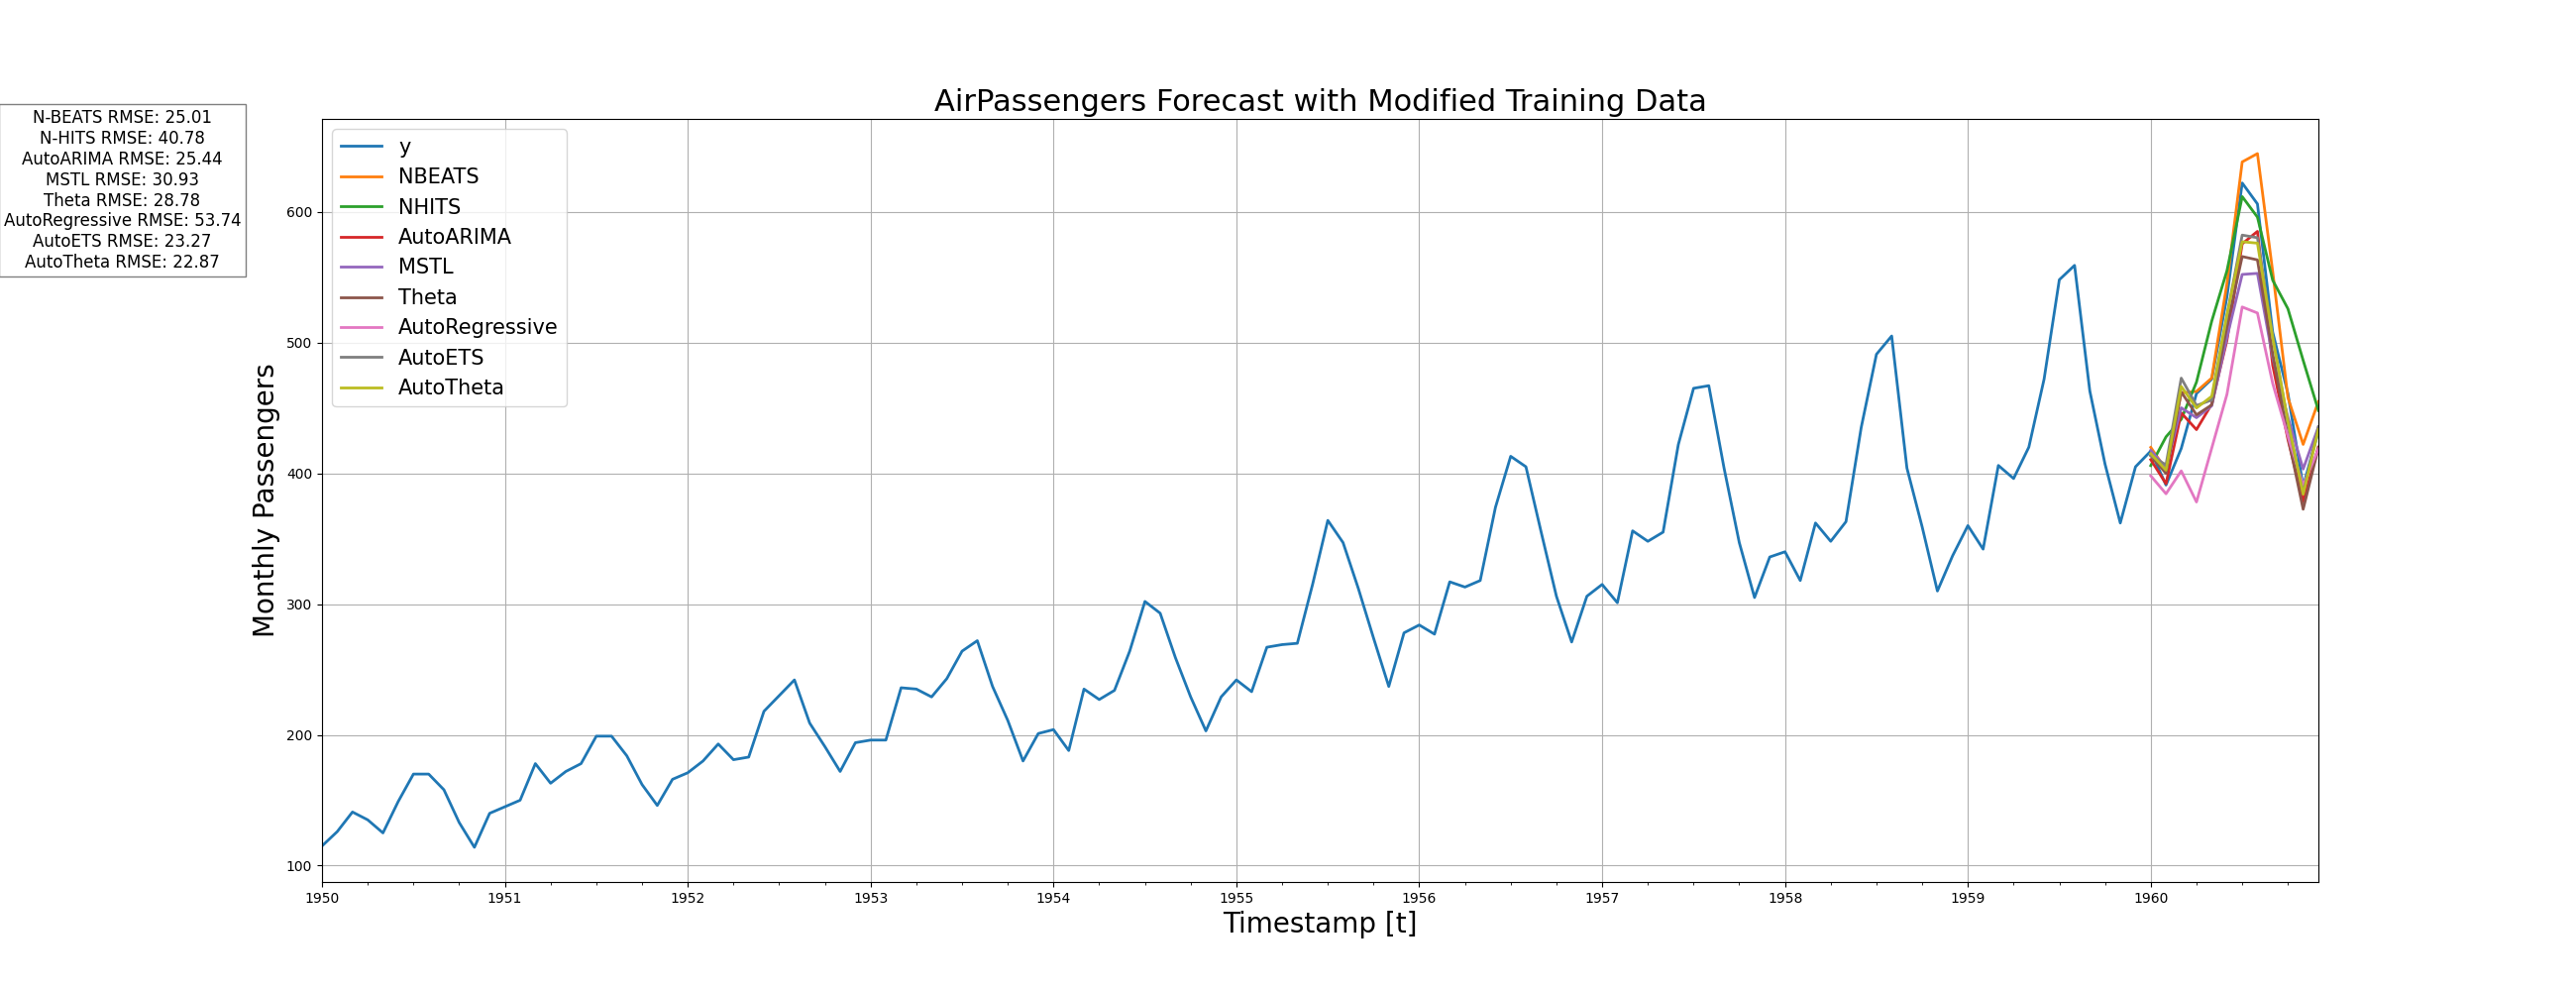 AirPassengers Forecast with Modified Training Data
N-BEATS RMSE: 25.01
N-HITS RMSE: 40.78
AutoARIMA RMSE: 25.44
MSTL RMSE: 30.93
Theta RMSE: 28.78
AutoRegressive RMSE: 53.74
AutoETS RMSE: 23.27
AutoTheta RMSE: 22.87
y
NBEATS
NHITS
AutoARIMA
MSTL
Theta
AutoRegressive
AutoETS
AutoTheta
Monthly Passengers
600
500
400
300
200
100
1950 1951 1952 1953 1954 1955 1956 1957 1958 1959 1960
Timestamp [t]